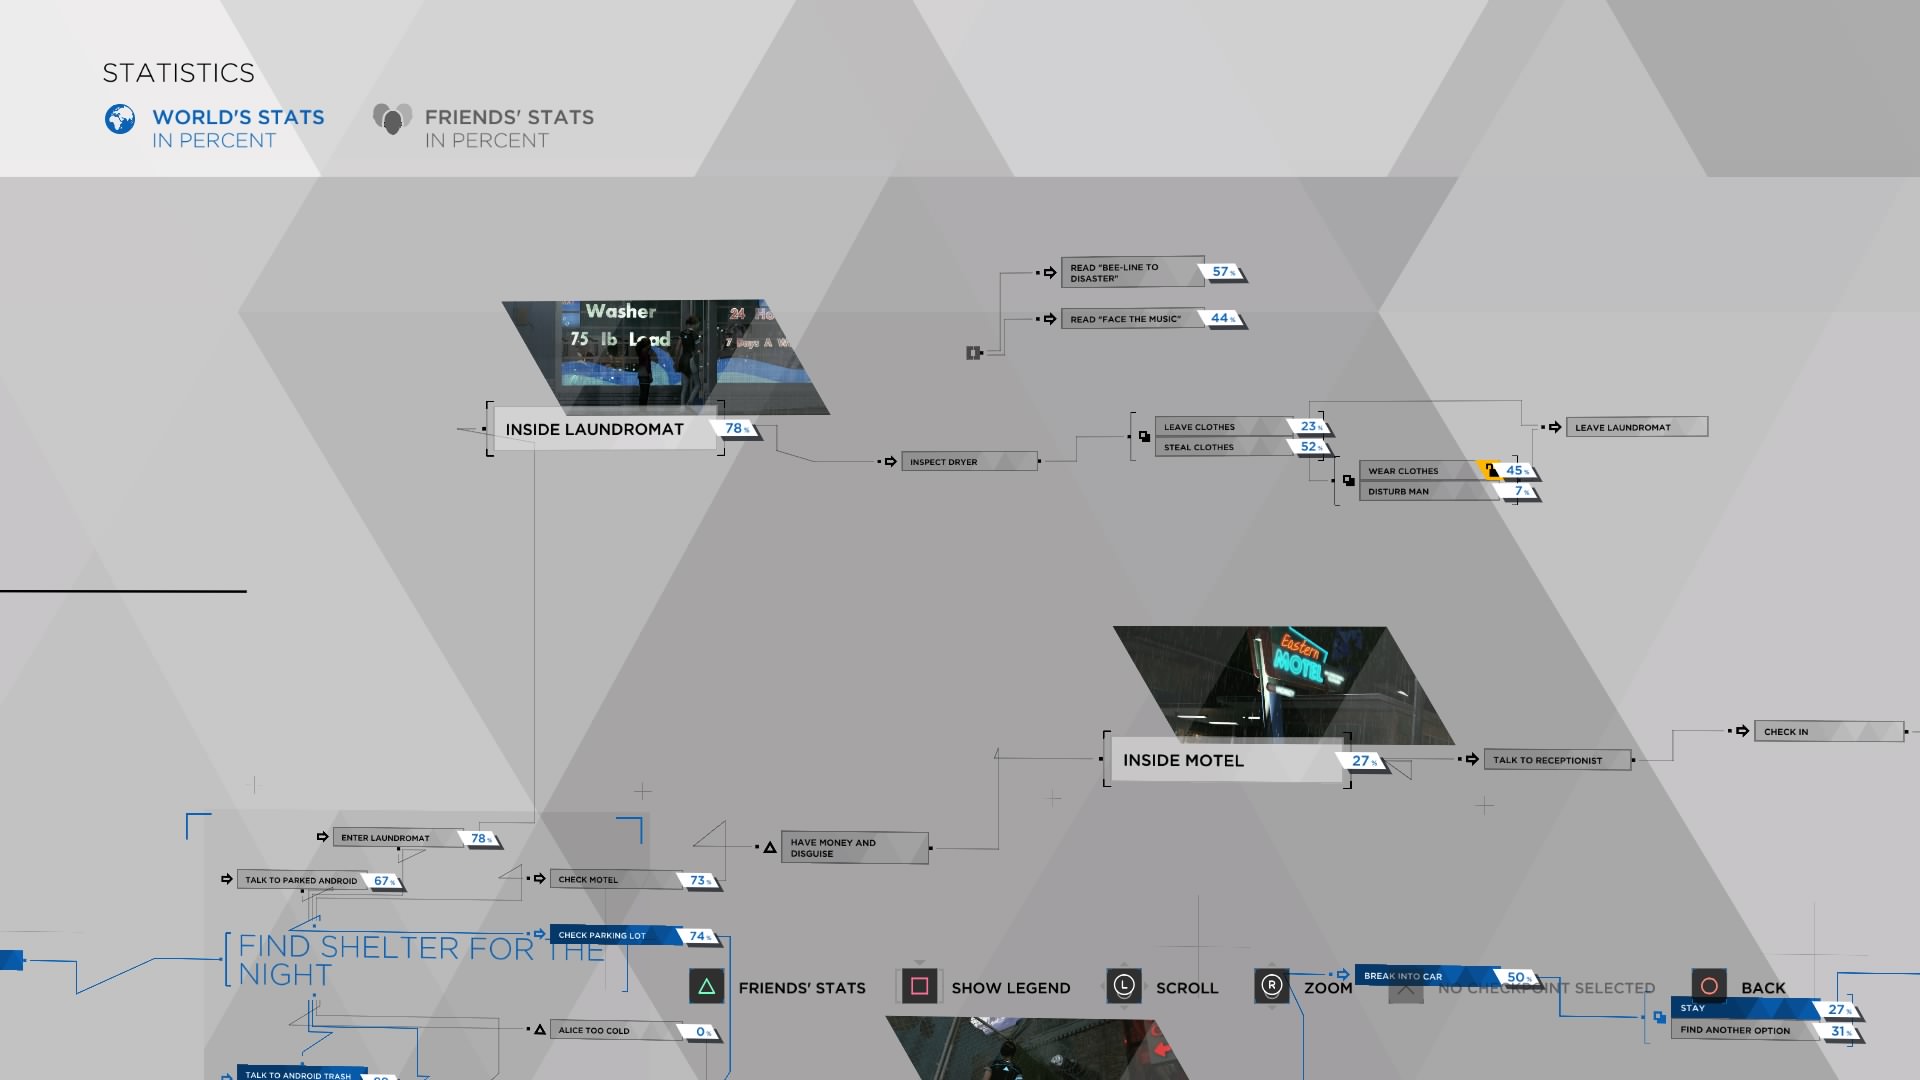 STATISTICS
WORLD'S STATS
IN PERCENT
FRIENDS' STATS
IN PERCENT
READ "BEE-LINE TO
DISASTER"
57%
READ "FACE THE MUSIC"
44%
Washer
75 lb Load
24 Ho
7 Days A W
INSIDE LAUNDROMAT
78%
INSPECT DRYER
LEAVE CLOTHES
23%
STEAL CLOTHES
52%
LEAVE LAUNDROMAT
WEAR CLOTHES
45%
DISTURB MAN
7%
Eastern
MOTEL
INSIDE MOTEL
27%
TALK TO RECEPTIONIST
CHECK IN
ENTER LAUNDROMAT
78%
HAVE MONEY AND
DISGUISE
TALK TO PARKED ANDROID
67%
CHECK MOTEL
73%
CHECK PARKING LOT
74%
FIND SHELTER FOR THE
NIGHT
BREAK INTO CAR
50%
FRIENDS' STATS
SHOW LEGEND
L
SCROLL
R
ZOOM
NO CHECKPOINT SELECTED
BACK
STAY
27%
FIND ANOTHER OPTION
31%
ALICE TOO COLD
0%
TALK TO ANDROID TRASH